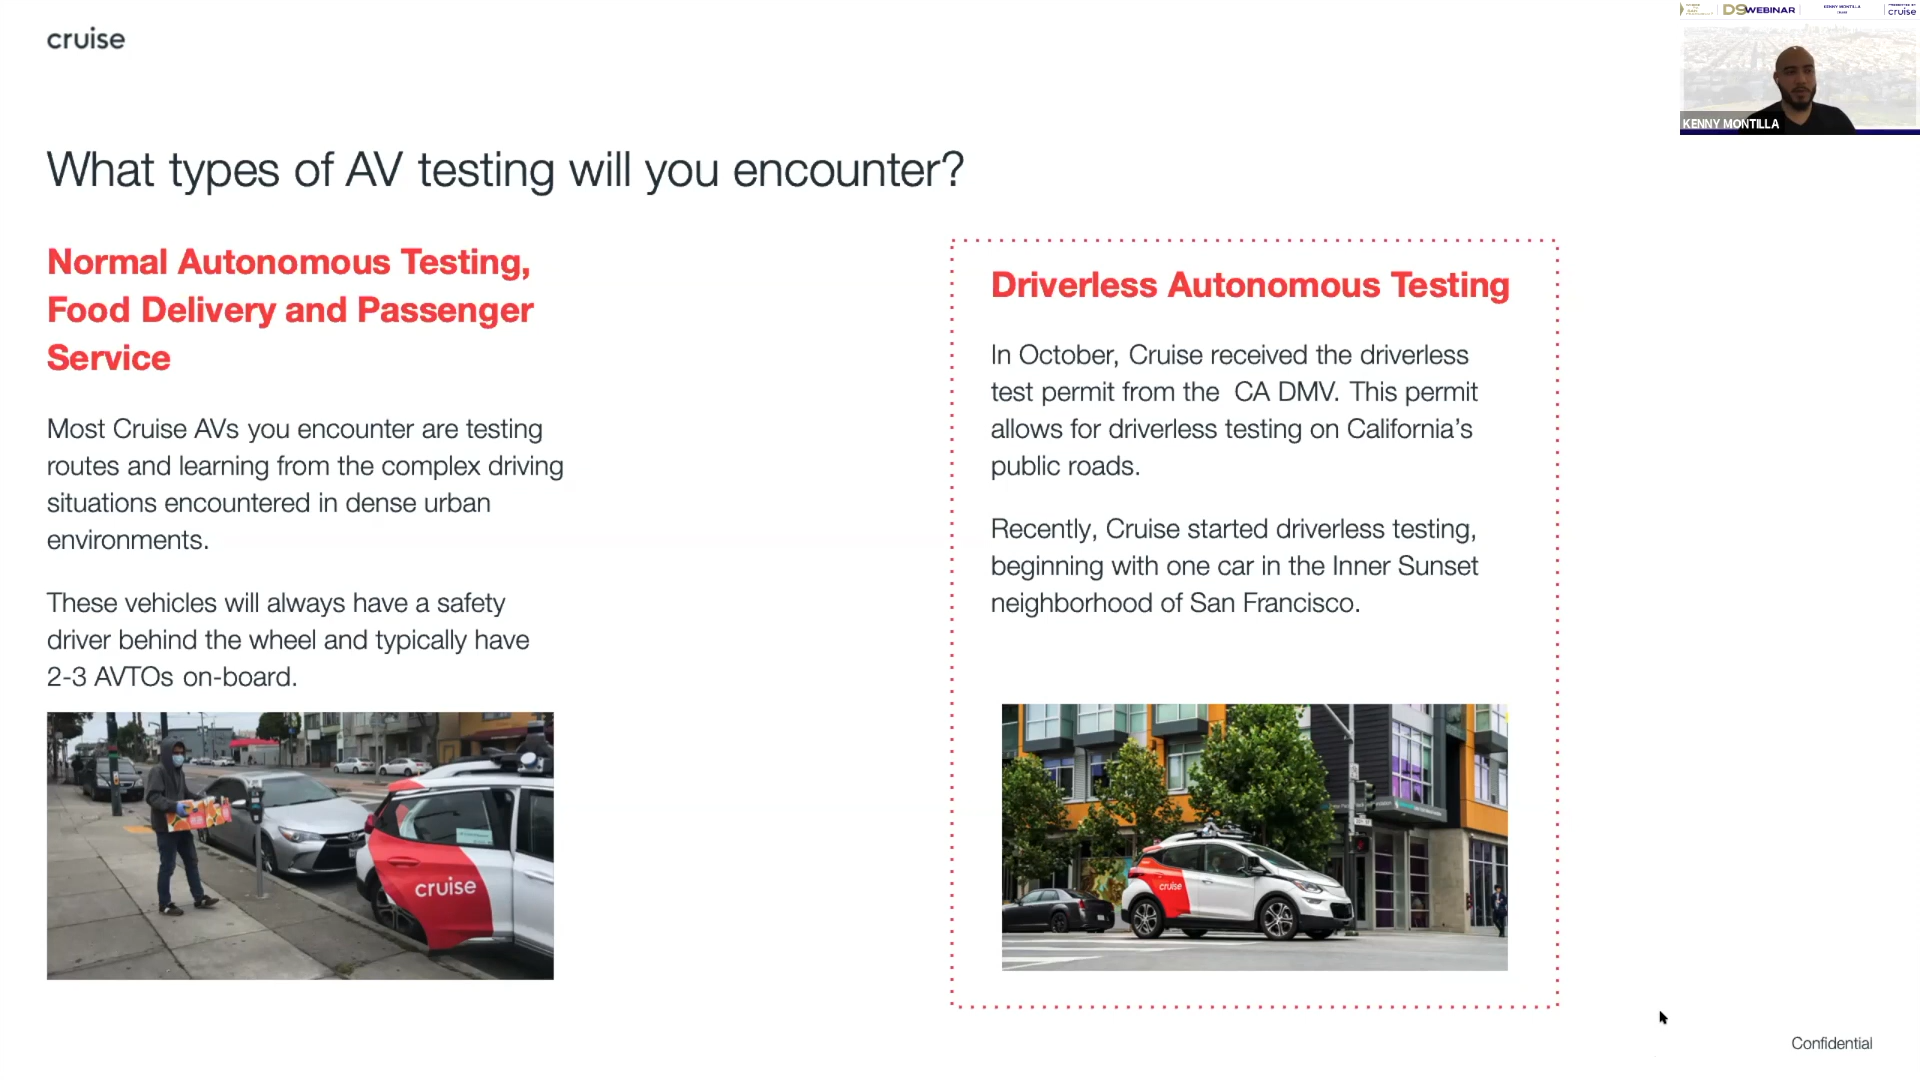 cruise
D9WEBINAR
KENNY MONTILLA
cruise
KENNY MONTILLA
What types of AV testing will you encounter?
Normal Autonomous Testing,
Food Delivery and Passenger
Service
Most Cruise AVs you encounter are testing
routes and learning from the complex driving
situations encountered in dense urban
environments.
These vehicles will always have a safety
driver behind the wheel and typically have
2-3 AVTOs on-board.
cruise
Driverless Autonomous Testing
In October, Cruise received the driverless
test permit from the CA DMV. This permit
allows for driverless testing on California's
public roads.
Recently, Cruise started driverless testing,
beginning with one car in the Inner Sunset
neighborhood of San Francisco.
cruise
Confidential